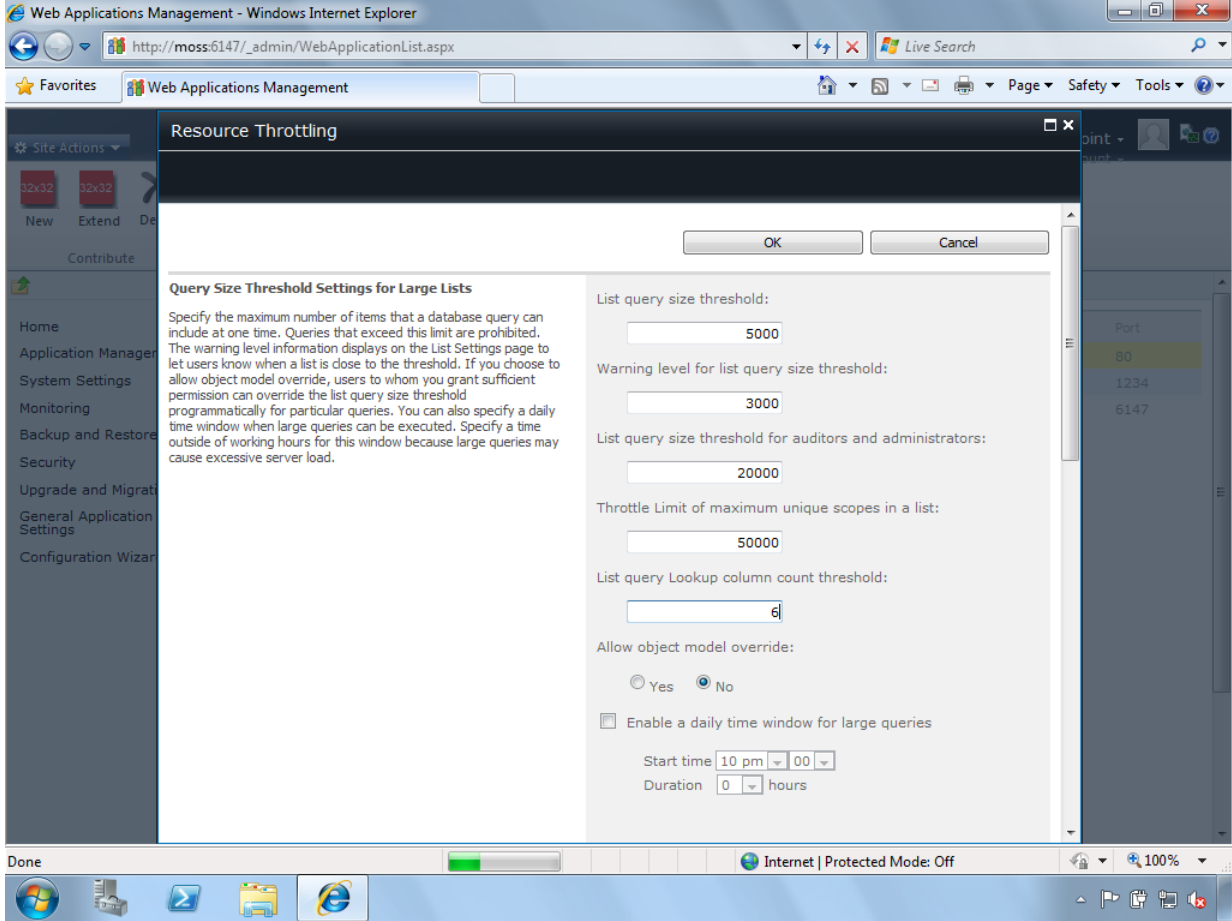 Web Applications Management - Windows Internet Explorer
http://moss:6147/_admin/WebApplicationList.aspx
Live Search
Favorites
Web Applications Management
Page
Safety
Tools
Resource Throttling
Site Actions
32x32
32x32
New
Extend
De
Contribute
OK
Cancel
Home
Application Manager
System Settings
Monitoring
Backup and Restore
Security
Upgrade and Migrati
General Application
Settings
Configuration Wizar
Query Size Threshold Settings for Large Lists
Specify the maximum number of items that a database query can
include at one time. Queries that exceed this limit are prohibited.
The warning level information displays on the List Settings page to
let users know when a list is close to the threshold. If you choose to
allow object model override, users to whom you grant sufficient
permission can override the list query size threshold
programmatically for particular queries. You can also specify a daily
time window when large queries can be executed. Specify a time
outside of working hours for this window because large queries may
cause excessive server load.
List query size threshold:
5000
Warning level for list query size threshold:
3000
List query size threshold for auditors and administrators:
20000
Throttle Limit of maximum unique scopes in a list:
50000
List query Lookup column count threshold:
6
Allow object model override:
Yes No
Enable a daily time window for large queries
Start time 10 pm 00
Duration 0 hours
oint
Port
80
1234
6147
Done
Internet | Protected Mode: Off
100%